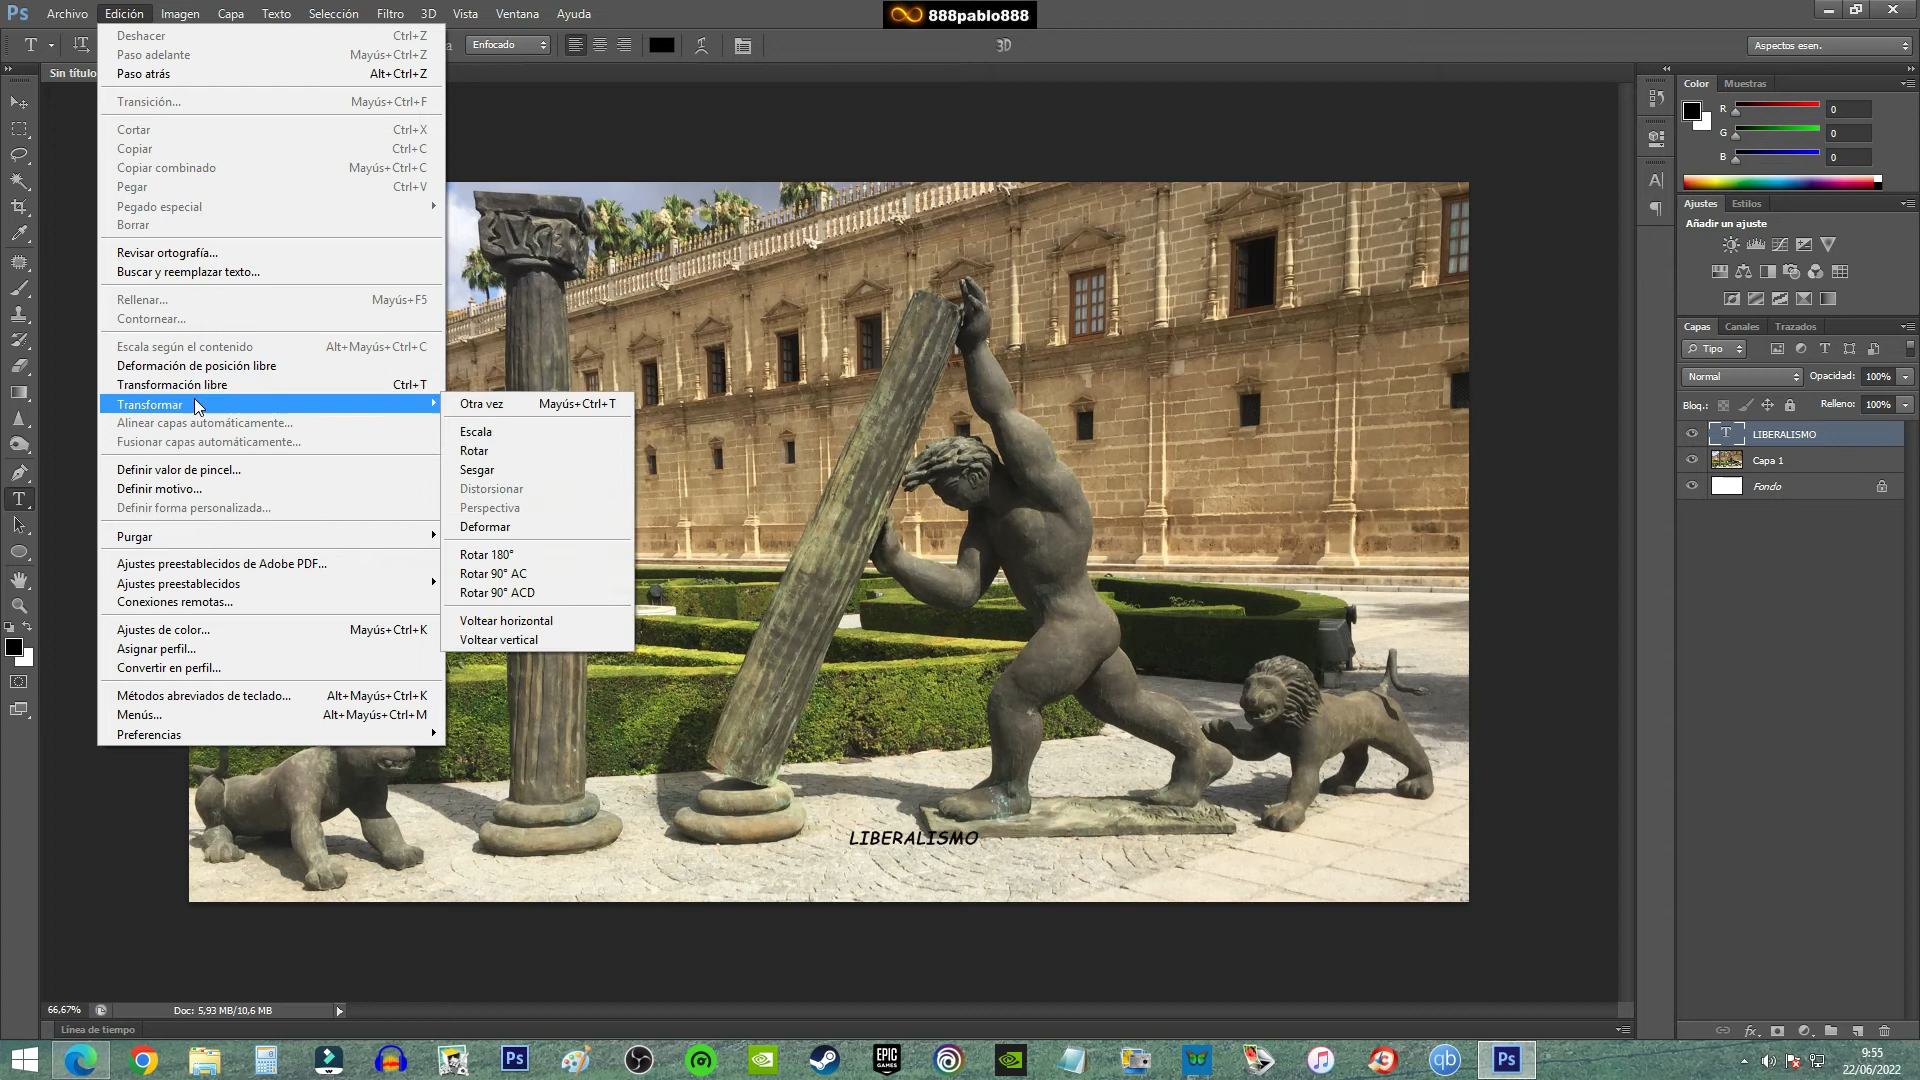 Ps Archivo Edición Imagen Capa Texto Selección Filtro 3D Vista Ventana Ayuda
888pablo888
T Enfocado 3D Aspectos esen.
Sin título
Deshacer Ctrl+Z
Paso adelante Mayús+Ctrl+Z
Paso atrás Alt+Ctrl+Z
Transición... Mayús+Ctrl+F
Cortar Ctrl+X
Copiar Ctrl+C
Copiar combinado Mayús+Ctrl+C
Pegar Ctrl+V
Pegado especial
Borrar
Revisar ortografía...
Buscar y reemplazar texto...
Rellenar... Mayús+F5
Contornear...
Escala según el contenido Alt+Mayús+Ctrl+C
Deformación de posición libre
Transformación libre Ctrl+T
Transformar
Alinear capas automáticamente...
Fusionar capas automáticamente...
Definir valor de pincel...
Definir motivo...
Definir forma personalizada...
Purgar
Ajustes preestablecidos de Adobe PDF...
Ajustes preestablecidos
Conexiones remotas...
Ajustes de color... Mayús+Ctrl+K
Asignar perfil...
Convertir en perfil...
Métodos abreviados de teclado... Alt+Mayús+Ctrl+K
Menús... Alt+Mayús+Ctrl+M
Preferencias
Otra vez Mayús+Ctrl+T
Escala
Rotar
Sesgar
Distorsionar
Perspectiva
Deformar
Rotar 180°
Rotar 90° AC
Rotar 90° ACD
Voltear horizontal
Voltear vertical
LIBERALISMO
Color Muestras
R 0
G 0
B 0
Ajustes Estilos
Añadir un ajuste
Capas Canales Trazados
Tipo
Normal Opacidad: 100%
Bloq.: Relleno: 100%
T LIBERALISMO
Capa 1
Fondo
66,67% Doc: 5,93 MB/10,6 MB
Línea de tiempo
Ps EPIC GAMES qb Ps
9:55
22/06/2022